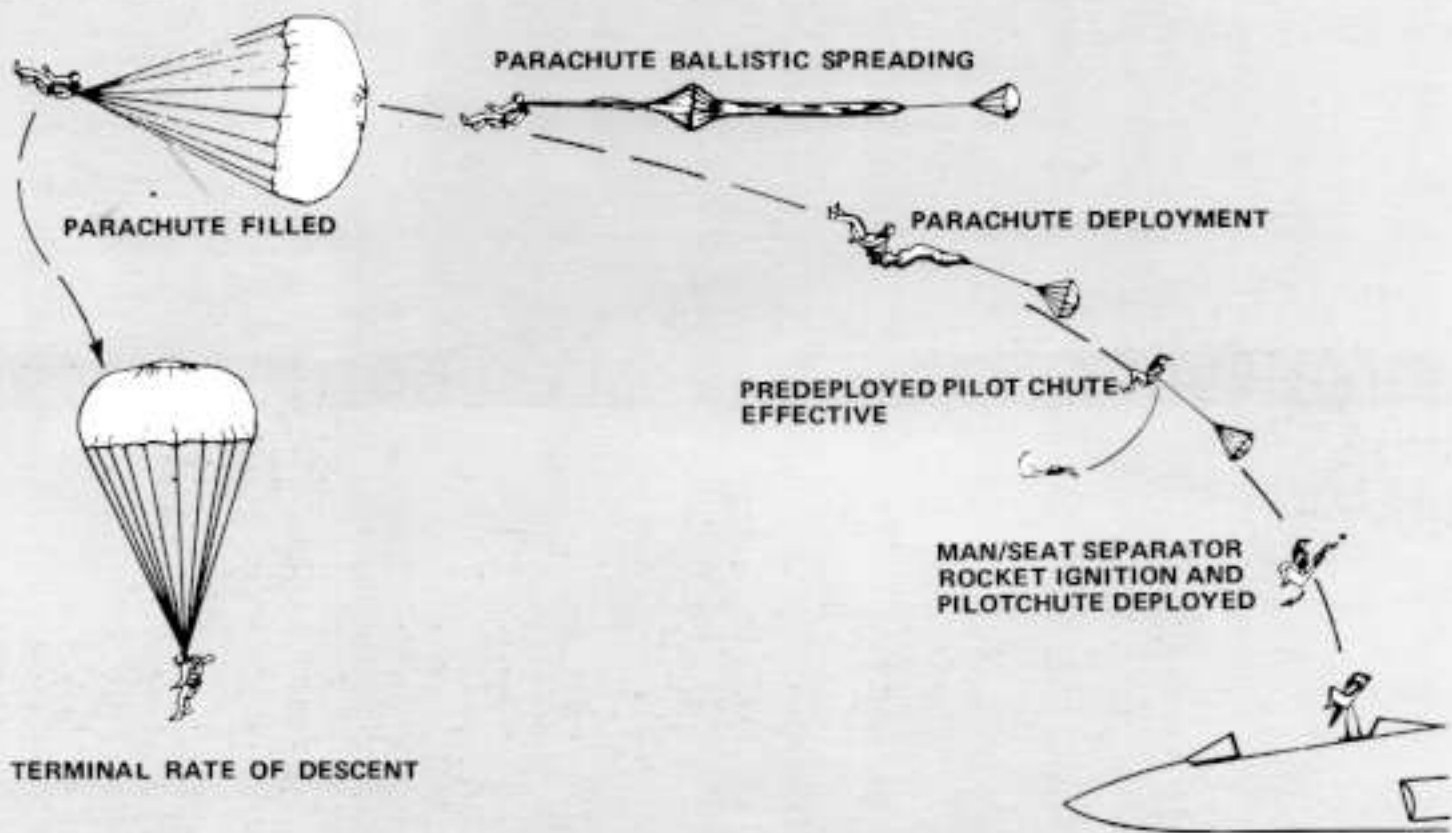 PARACHUTE BALLISTIC SPREADING
PARACHUTE FILLED
PARACHUTE DEPLOYMENT
PREDEPLOYED PILOT CHUTE
EFFECTIVE
MAN/SEAT SEPARATOR
ROCKET IGNITION AND
PILOTCHUTE DEPLOYED
TERMINAL RATE OF DESCENT